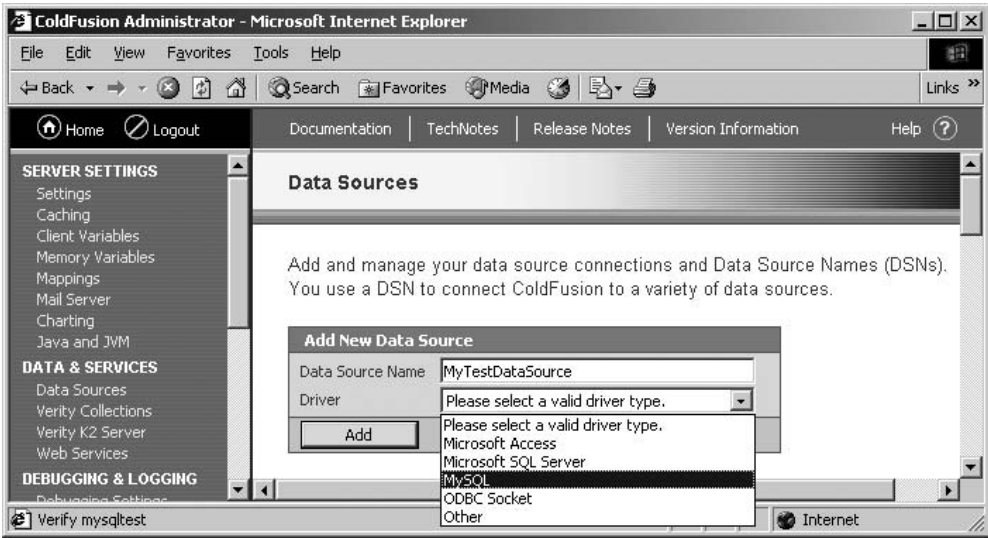 ColdFusion Administrator - Microsoft Internet Explorer
File Edit View Favorites Tools Help
Back Search Favorites Media Links »
Home Logout Documentation TechNotes Release Notes Version Information Help ?
SERVER SETTINGS
Settings
Caching
Client Variables
Memory Variables
Mappings
Mail Server
Charting
Java and JVM
DATA & SERVICES
Data Sources
Verity Collections
Verity K2 Server
Web Services
DEBUGGING & LOGGING
Debugging Settings
Data Sources
Add and manage your data source connections and Data Source Names (DSNs).
You use a DSN to connect ColdFusion to a variety of data sources.
Add New Data Source
Data Source Name MyTestDataSource
Driver Please select a valid driver type.
Add
Please select a valid driver type.
Microsoft Access
Microsoft SQL Server
MySQL
ODBC Socket
Other
Verify mysqltest Internet